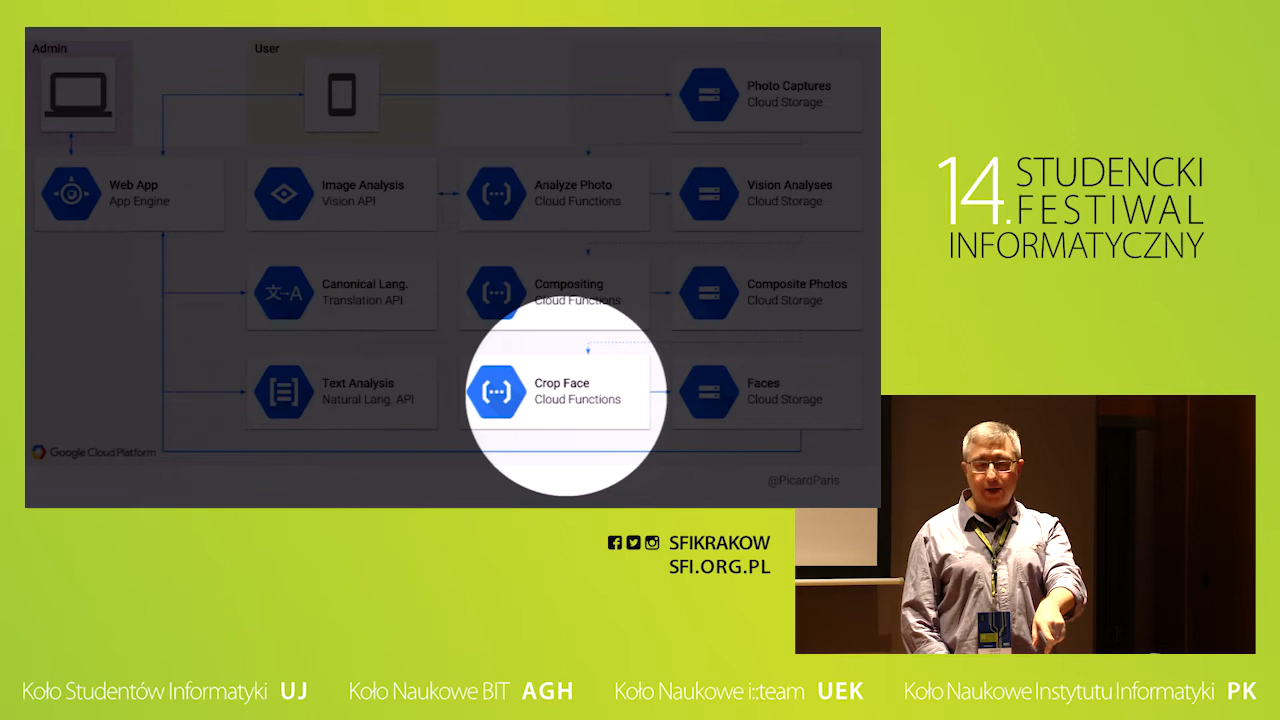 Admin
User
Photo Captures
Cloud Storage
Web App
App Engine
Image Analysis
Vision API
Analyze Photo
Cloud Functions
Vision Analyses
Cloud Storage
文→A
Canonical Lang.
Translation API
Compositing
Cloud Functions
Composite Photos
Cloud Storage
Text Analysis
Natural Lang. API
Crop Face
Cloud Functions
Faces
Cloud Storage
Google Cloud Platform
@PicardParis
14. STUDENCKI
FESTIWAL
INFORMATYCZNY
SFIKRAKOW
SFI.ORG.PL
Koło Studentów Informatyki UJ
Koło Naukowe BIT AGH
Koło Naukowe i::team UEK
Koło Naukowe Instytutu Informatyki PK